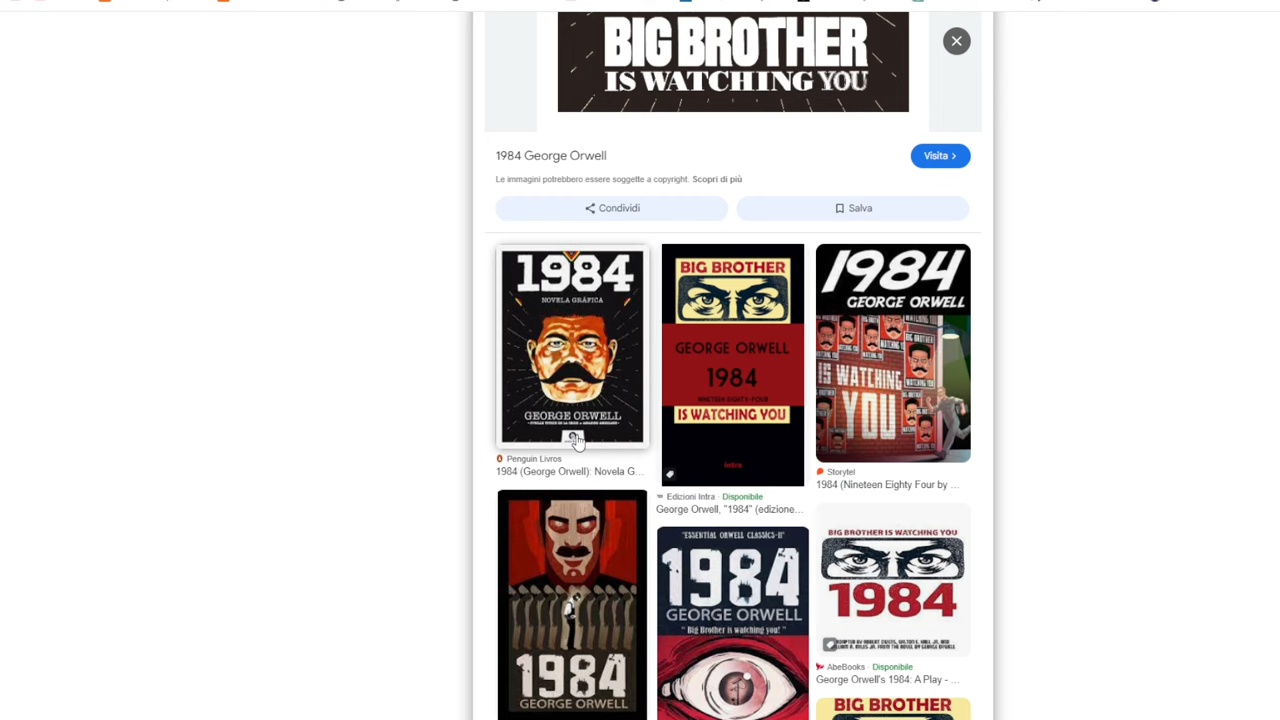 BIG BROTHER
IS WATCHING YOU
1984 George Orwell
Visita
Le immagini potrebbero essere soggette a copyright. Scopri di più
Condividi
Salva
1984
NOVELA GRÁFICA
GEORGE ORWELL
Penguin Livros
1984 (George Orwell): Novela G...
BIG BROTHER
GEORGE ORWELL
1984
NINETEEN EIGHTY-FOUR
IS WATCHING YOU
intra
Edizioni Intra · Disponibile
George Orwell, "1984" (edizione...
1984
GEORGE ORWELL
IS WATCHING
YOU
Storytel
1984 (Nineteen Eighty Four by ...
1984
GEORGE ORWELL
"ESSENTIAL ORWELL CLASSICS-II"
1984
GEORGE ORWELL
" Big Brother is watching you! "
BIG BROTHER IS WATCHING YOU
1984
AbeBooks · Disponibile
George Orwell's 1984: A Play - ...
BIG BROTHER